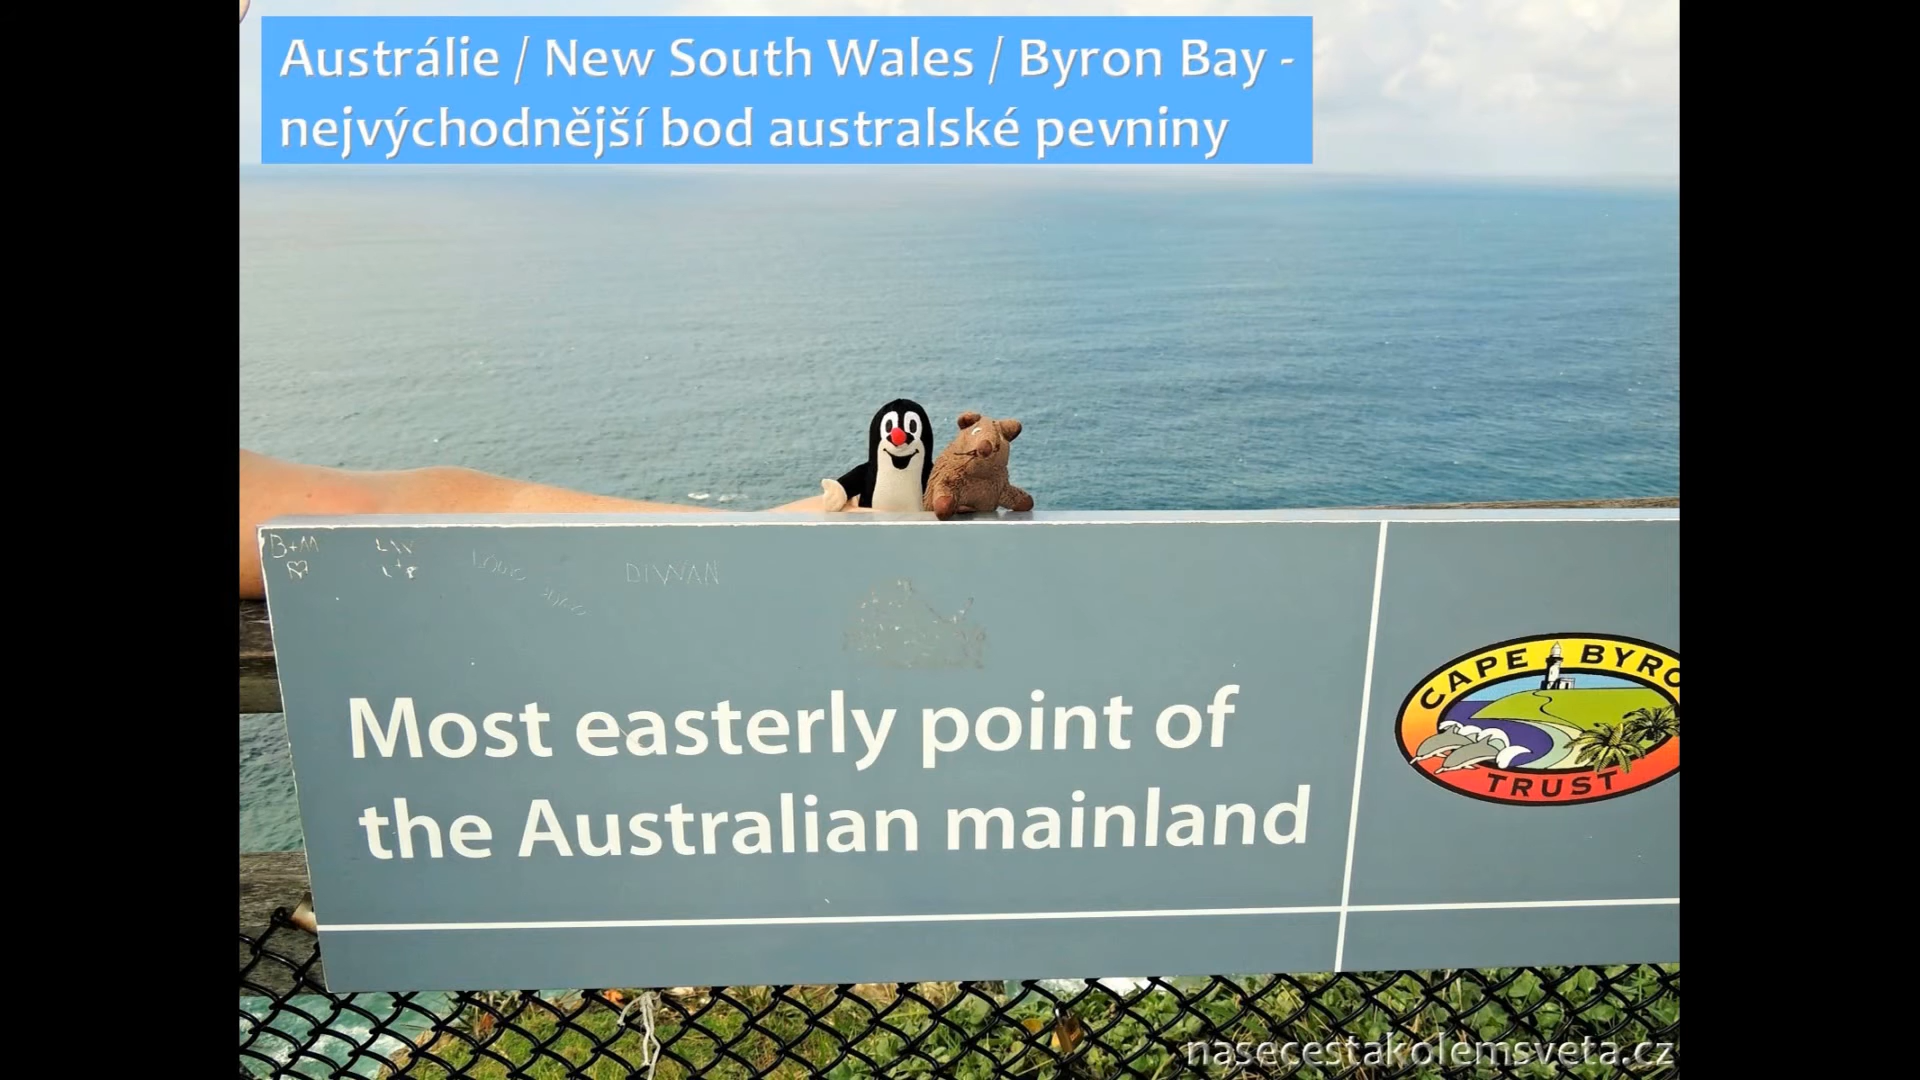 Austrálie / New South Wales / Byron Bay -
nejvýchodnější bod australské pevniny
B+M
DIWAN
Most easterly point of
the Australian mainland
CAPE BYRO
TRUST
nasecestakolemsveta.cz